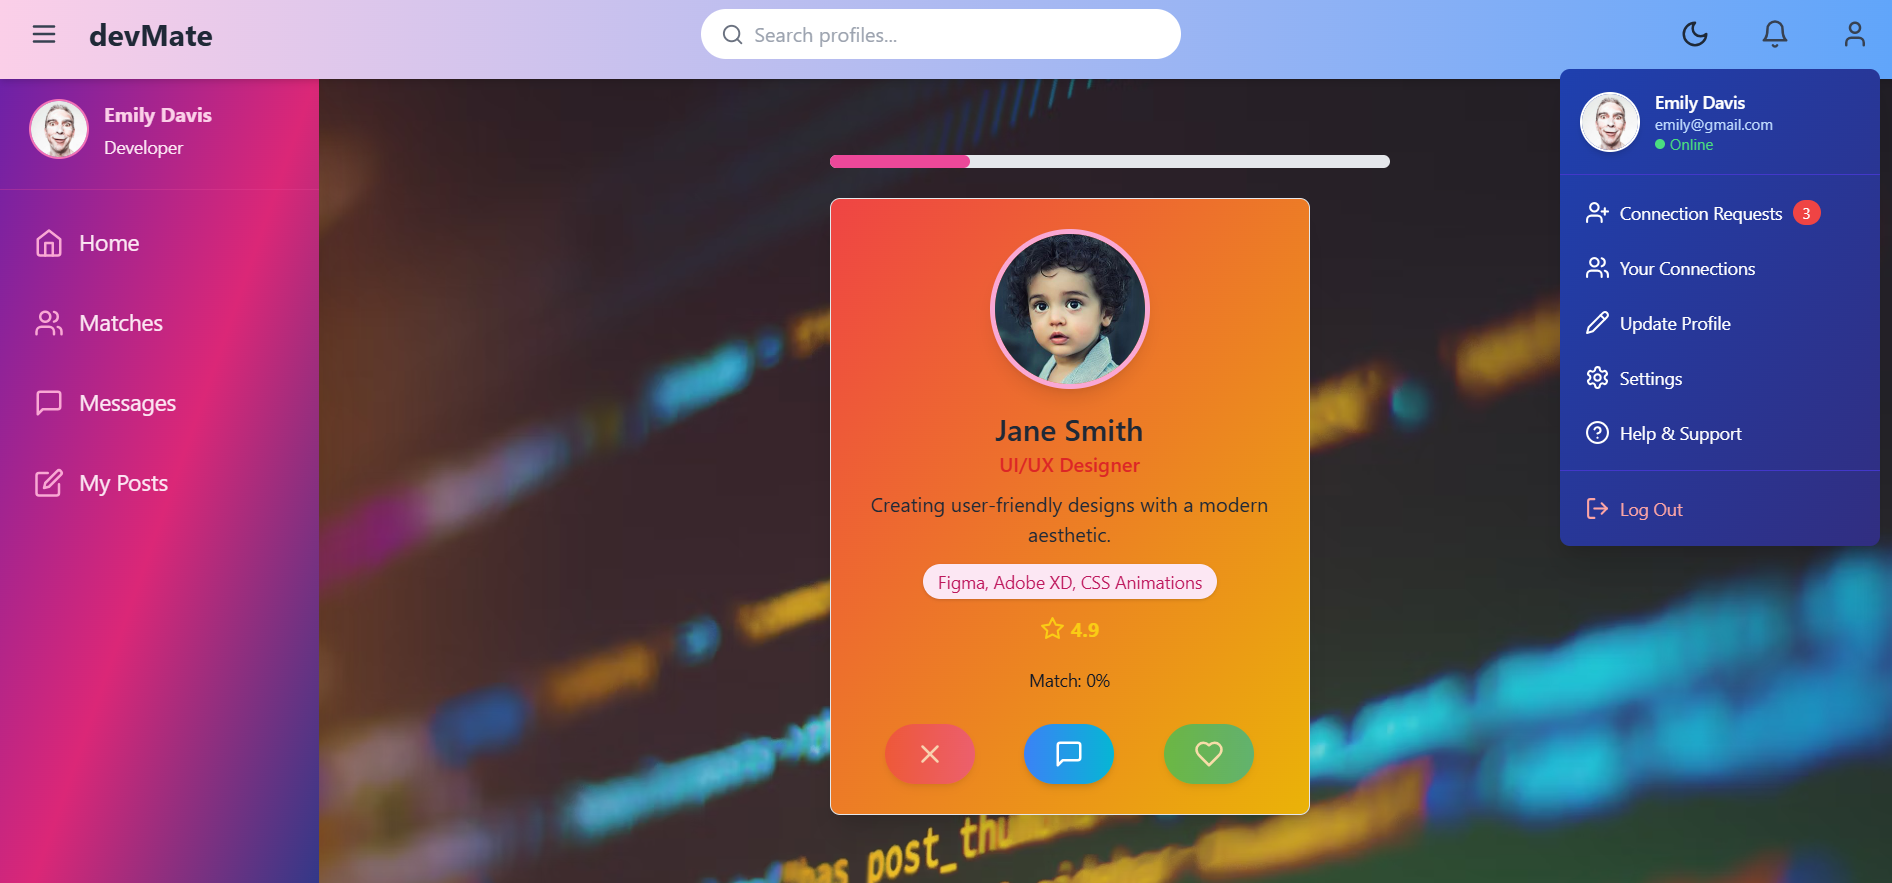 devMate
Search profiles...
Emily Davis
Developer
Home
Matches
Messages
My Posts
Jane Smith
UI/UX Designer
Creating user-friendly designs with a modern
aesthetic.
Figma, Adobe XD, CSS Animations
4.9
Match: 0%
Emily Davis
emily@gmail.com
Online
Connection Requests 3
Your Connections
Update Profile
Settings
Help & Support
Log Out
has post_thum